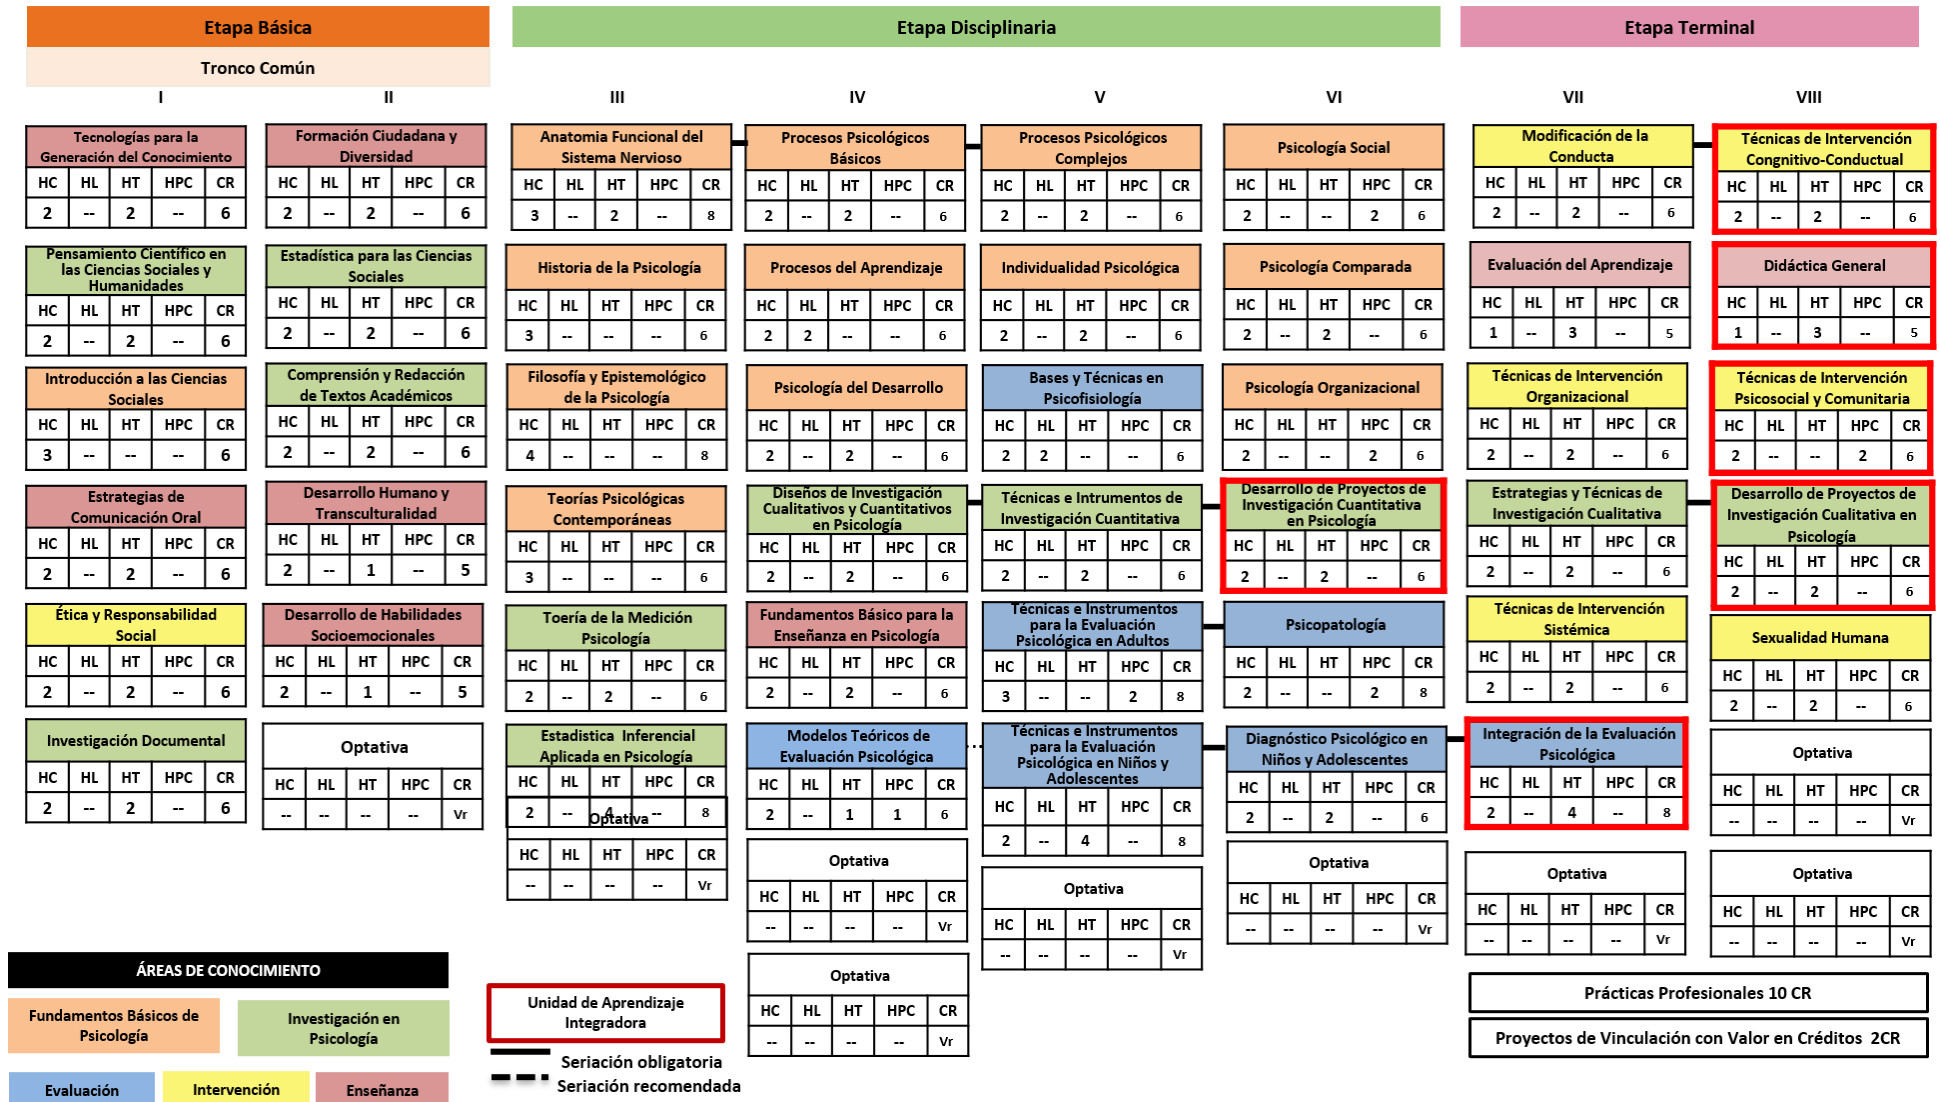 Etapa Básica
Etapa Disciplinaria
Etapa Terminal
Tronco Común
I
II
III
IV
V
VI
VII
VIII
Tecnologías para la
Generación del Conocimiento
HC HL HT HPC CR
2 -- 2 -- 6
Pensamiento Científico en
las Ciencias Sociales y
Humanidades
HC HL HT HPC CR
2 -- 2 -- 6
Introducción a las Ciencias
Sociales
HC HL HT HPC CR
3 -- -- -- 6
Estrategias de
Comunicación Oral
HC HL HT HPC CR
2 -- 2 -- 6
Ética y Responsabilidad
Social
HC HL HT HPC CR
2 -- 2 -- 6
Investigación Documental
HC HL HT HPC CR
2 -- 2 -- 6
Formación Ciudadana y
Diversidad
HC HL HT HPC CR
2 -- 2 -- 6
Estadística para las Ciencias
Sociales
HC HL HT HPC CR
2 -- 2 -- 6
Comprensión y Redacción
de Textos Académicos
HC HL HT HPC CR
2 -- 2 -- 6
Desarrollo Humano y
Transculturalidad
HC HL HT HPC CR
2 -- 1 -- 5
Desarrollo de Habilidades
Socioemocionales
HC HL HT HPC CR
2 -- 1 -- 5
Optativa
HC HL HT HPC CR
-- -- -- -- Vr
Anatomia Funcional del
Sistema Nervioso
HC HL HT HPC CR
3 -- 2 -- 8
Historia de la Psicología
HC HL HT HPC CR
3 -- -- -- 6
Filosofía y Epistemológico
de la Psicología
HC HL HT HPC CR
4 -- -- -- 8
Teorías Psicológicas
Contemporáneas
HC HL HT HPC CR
3 -- -- -- 6
Toería de la Medición
Psicología
HC HL HT HPC CR
2 -- 2 -- 6
Estadistica Inferencial
Aplicada en Psicología
HC HL HT HPC CR
2 -- 4 -- 8
Optativa
HC HL HT HPC CR
-- -- -- -- Vr
Procesos Psicológicos
Básicos
HC HL HT HPC CR
2 -- 2 -- 6
Procesos del Aprendizaje
HC HL HT HPC CR
2 2 -- -- 6
Psicología del Desarrollo
HC HL HT HPC CR
2 -- 2 -- 6
Diseños de Investigación
Cualitativos y Cuantitativos
en Psicología
HC HL HT HPC CR
2 -- 2 -- 6
Fundamentos Básico para la
Enseñanza en Psicología
HC HL HT HPC CR
2 -- 2 -- 6
Modelos Teóricos de
Evaluación Psicológica
HC HL HT HPC CR
2 -- 1 1 6
Optativa
HC HL HT HPC CR
-- -- -- -- Vr
Optativa
HC HL HT HPC CR
-- -- -- -- Vr
Procesos Psicológicos
Complejos
HC HL HT HPC CR
2 -- 2 -- 6
Individualidad Psicológica
HC HL HT HPC CR
2 -- 2 -- 6
Bases y Técnicas en
Psicofisiología
HC HL HT HPC CR
2 2 -- -- 6
Técnicas e Intrumentos de
Investigación Cuantitativa
HC HL HT HPC CR
2 -- 2 -- 6
Técnicas e Instrumentos
para la Evaluación
Psicológica en Adultos
HC HL HT HPC CR
3 -- -- 2 8
Técnicas e Instrumentos
para la Evaluación
Psicológica en Niños y
Adolescentes
HC HL HT HPC CR
2 -- 4 -- 8
Optativa
HC HL HT HPC CR
-- -- -- -- Vr
Psicología Social
HC HL HT HPC CR
2 -- -- 2 6
Psicología Comparada
HC HL HT HPC CR
2 -- 2 -- 6
Psicología Organizacional
HC HL HT HPC CR
2 -- -- 2 6
Desarrollo de Proyectos de
Investigación Cuantitativa
en Psicología
HC HL HT HPC CR
2 -- 2 -- 6
Psicopatología
HC HL HT HPC CR
2 -- -- 2 8
Diagnóstico Psicológico en
Niños y Adolescentes
HC HL HT HPC CR
2 -- 2 -- 6
Optativa
HC HL HT HPC CR
-- -- -- -- Vr
Modificación de la
Conducta
HC HL HT HPC CR
2 -- 2 -- 6
Evaluación del Aprendizaje
HC HL HT HPC CR
1 -- 3 -- 5
Técnicas de Intervención
Organizacional
HC HL HT HPC CR
2 -- 2 -- 6
Estrategias y Técnicas de
Investigación Cualitativa
HC HL HT HPC CR
2 -- 2 -- 6
Técnicas de Intervención
Sistémica
HC HL HT HPC CR
2 -- 2 -- 6
Integración de la Evaluación
Psicológica
HC HL HT HPC CR
2 -- 4 -- 8
Optativa
HC HL HT HPC CR
-- -- -- -- Vr
Técnicas de Intervención
Congnitivo-Conductual
HC HL HT HPC CR
2 -- 2 -- 6
Didáctica General
HC HL HT HPC CR
1 -- 3 -- 5
Técnicas de Intervención
Psicosocial y Comunitaria
HC HL HT HPC CR
2 -- -- 2 6
Desarrollo de Proyectos de
Investigación Cualitativa en
Psicología
HC HL HT HPC CR
2 -- 2 -- 6
Sexualidad Humana
HC HL HT HPC CR
2 -- 2 -- 6
Optativa
HC HL HT HPC CR
-- -- -- -- Vr
Optativa
HC HL HT HPC CR
-- -- -- -- Vr
Prácticas Profesionales 10 CR
Proyectos de Vinculación con Valor en Créditos 2CR
ÁREAS DE CONOCIMIENTO
Fundamentos Básicos de
Psicología
Investigación en
Psicología
Evaluación
Intervención
Enseñanza
Unidad de Aprendizaje
Integradora
Seriación obligatoria
Seriación recomendada